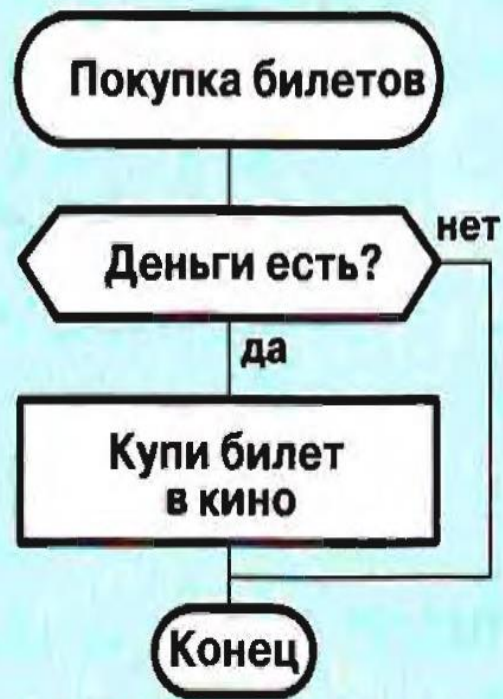 Покупка билетов
нет
Деньги есть?
да
Купи билет
в кино
Конец